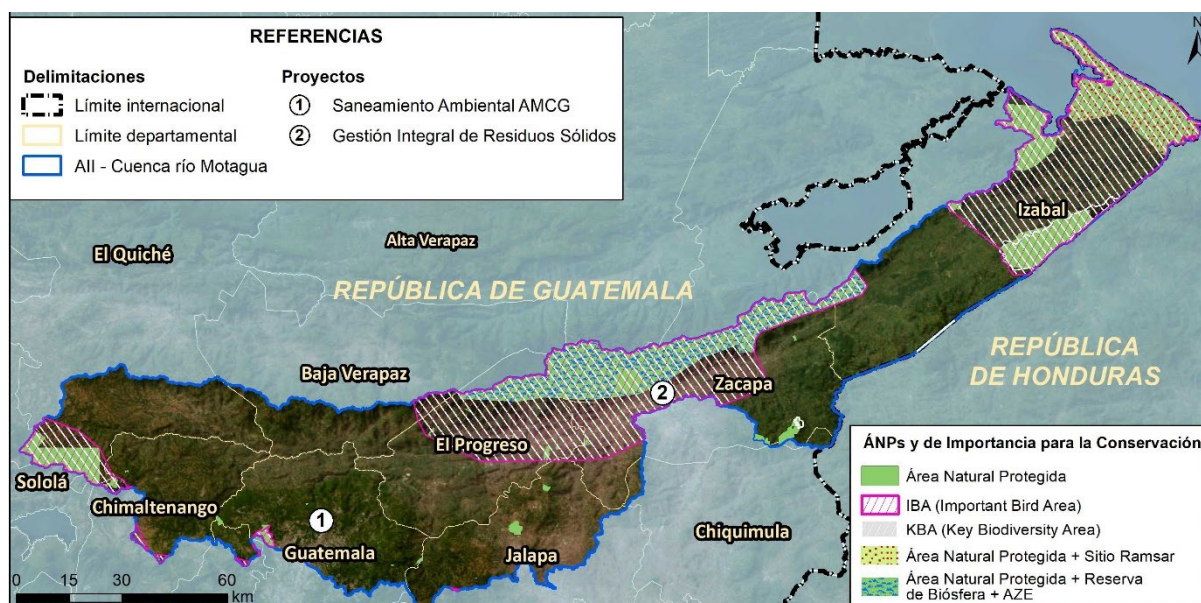 REFERENCIAS
Delimitaciones
Límite internacional
Límite departamental
AII - Cuenca río Motagua
Proyectos
1 Saneamiento Ambiental AMCG
2 Gestión Integral de Residuos Sólidos
N
Izabal
El Quiché
Alta Verapaz
REPÚBLICA DE GUATEMALA
REPÚBLICA
DE HONDURAS
Baja Verapaz
Zacapa
2
El Progreso
Sololá
Chimaltenango
1
Guatemala
Jalapa
Chiquimula
0 15 30 60
km
ÁNPs y de Importancia para la Conservación
Área Natural Protegida
IBA (Important Bird Area)
KBA (Key Biodiversity Area)
Área Natural Protegida + Sitio Ramsar
Área Natural Protegida + Reserva
de Biósfera + AZE